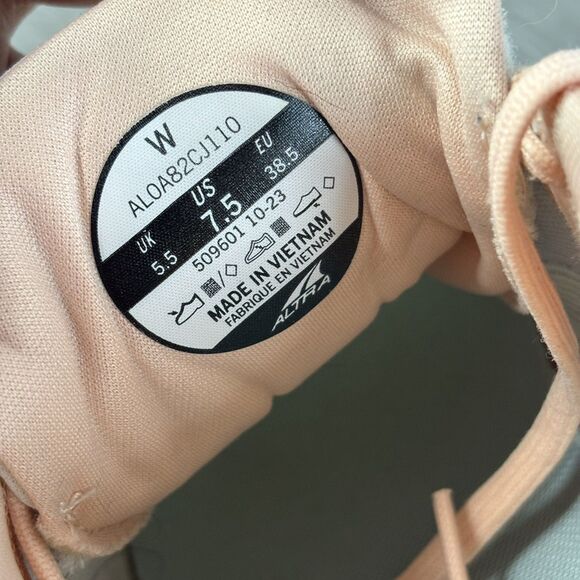 W
AL0A82CJ110
UK US EU
5.5 7.5 38.5
509601 10-23
MADE IN VIETNAM
FABRIQUE EN VIETNAM
ALTRA